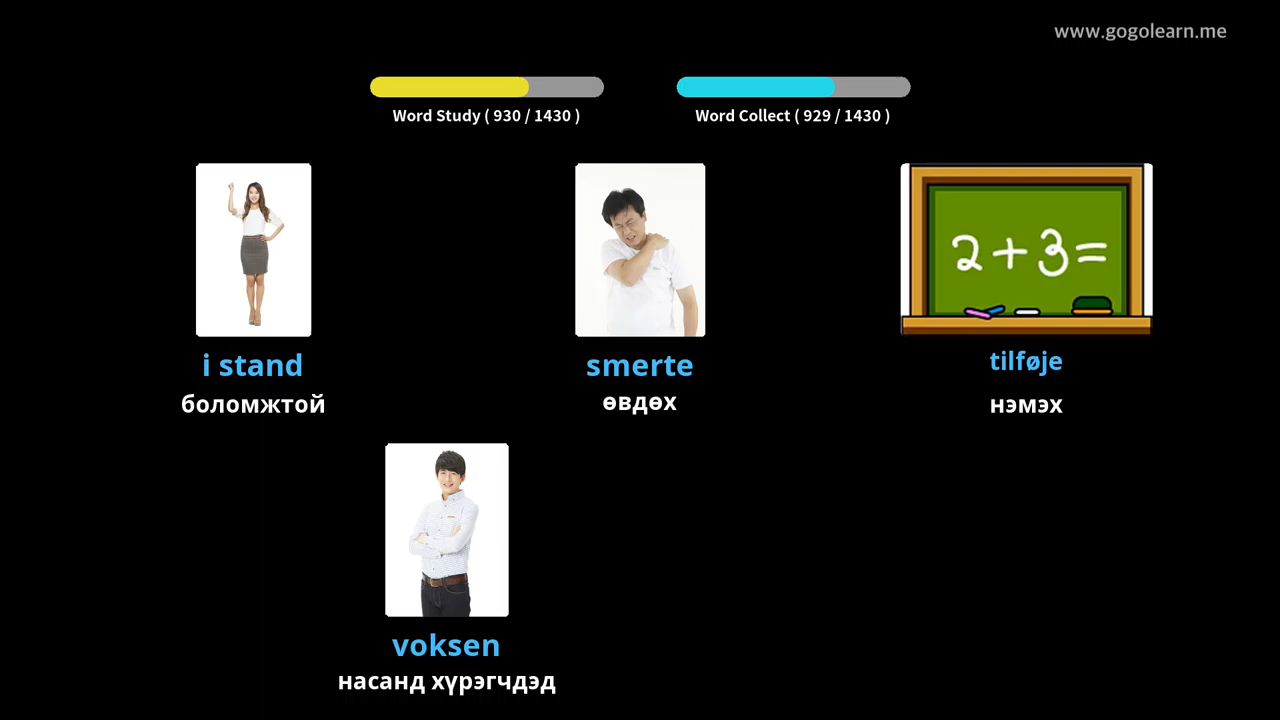 www.gogolearn.me
Word Study ( 930 / 1430 )
Word Collect ( 929 / 1430 )
2+3=
i stand
боломжтой
smerte
өвдөх
tilføje
нэмэх
voksen
насанд хүрэгчдэд